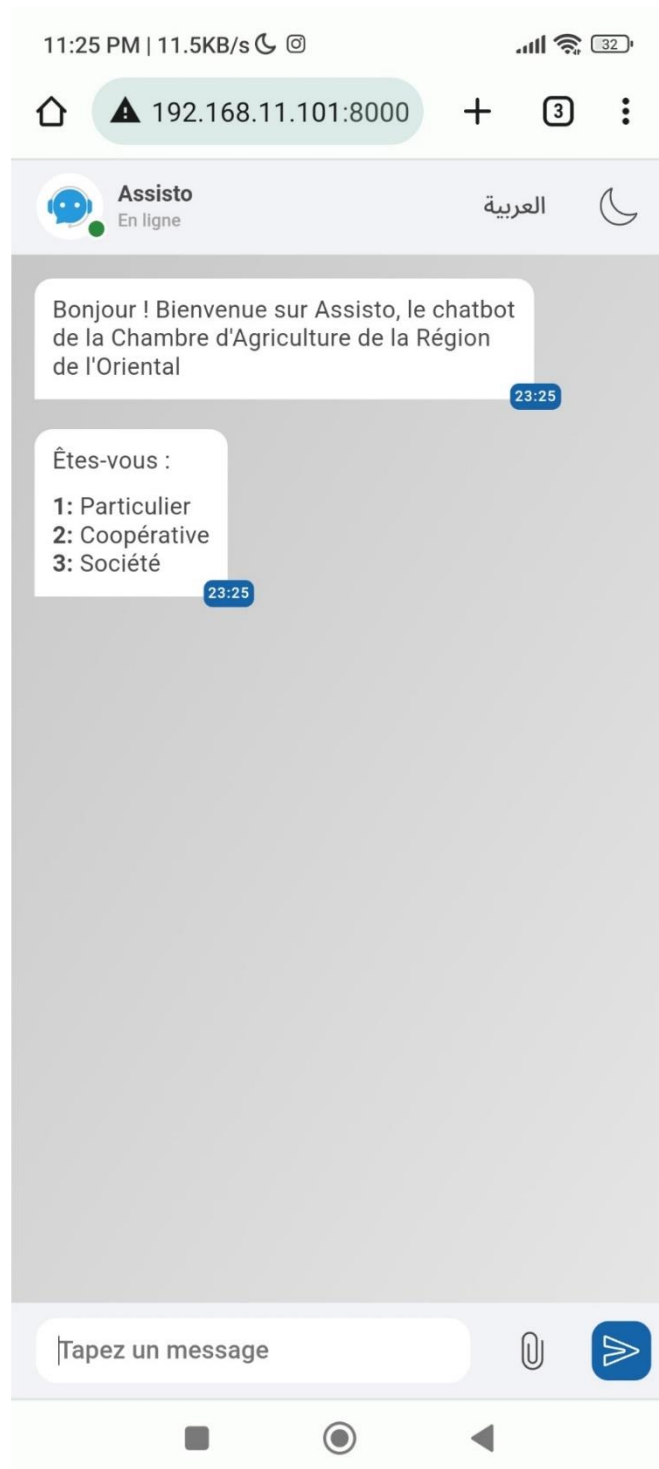 11:25 PM | 11.5KB/s
32
192.168.11.101:8000
3
Assisto
En ligne
العربية
Bonjour ! Bienvenue sur Assisto, le chatbot
de la Chambre d'Agriculture de la Région
de l'Oriental
23:25
Êtes-vous :
1: Particulier
2: Coopérative
3: Société
23:25
Tapez un message